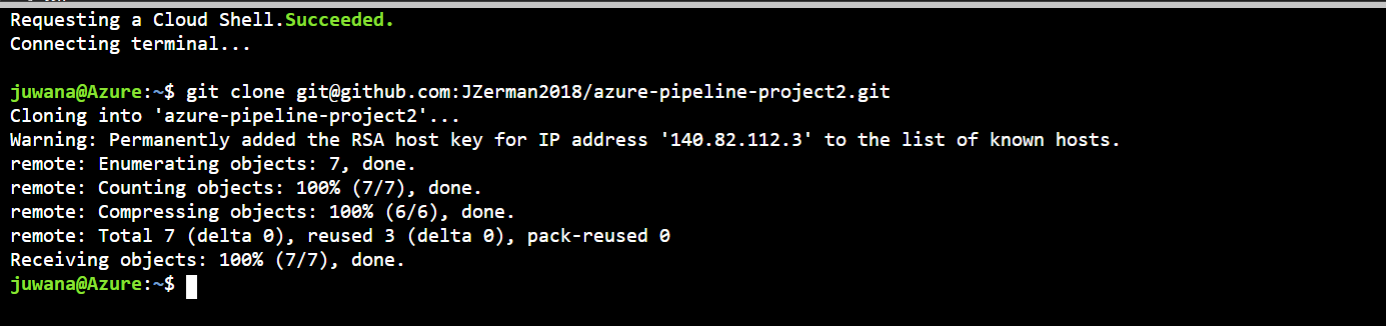 Requesting a Cloud Shell.Succeeded.
Connecting terminal...
juwana@Azure:~$ git clone git@github.com:JZerman2018/azure-pipeline-project2.git
Cloning into 'azure-pipeline-project2'...
Warning: Permanently added the RSA host key for IP address '140.82.112.3' to the list of known hosts.
remote: Enumerating objects: 7, done.
remote: Counting objects: 100% (7/7), done.
remote: Compressing objects: 100% (6/6), done.
remote: Total 7 (delta 0), reused 3 (delta 0), pack-reused 0
Receiving objects: 100% (7/7), done.
juwana@Azure:~$